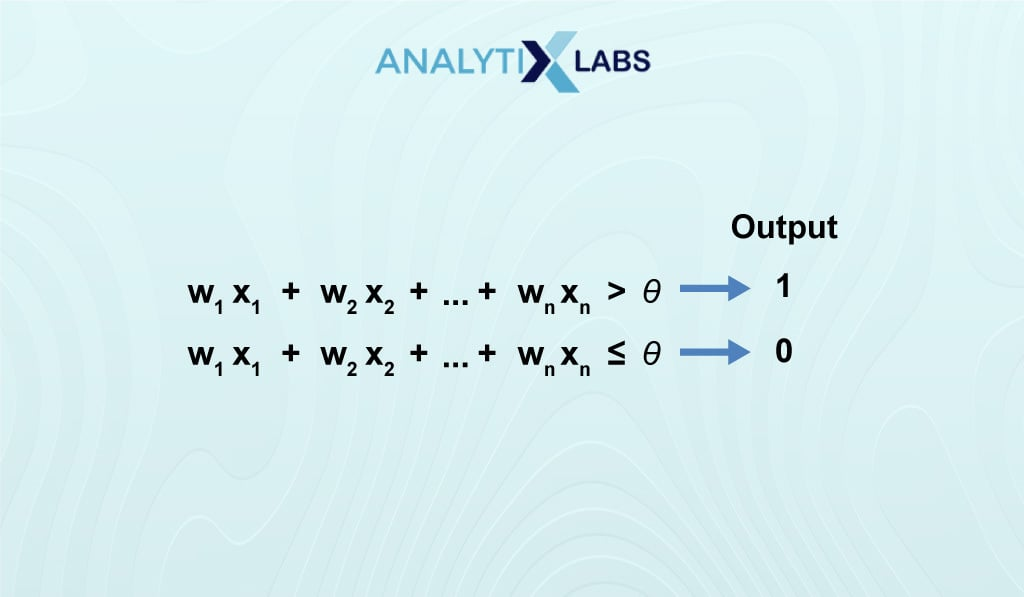 ANALYTIX LABS
Output
w₁ x₁ + w₂ x₂ + ... + wₙ xₙ > θ → 1
w₁ x₁ + w₂ x₂ + ... + wₙ xₙ ≤ θ → 0